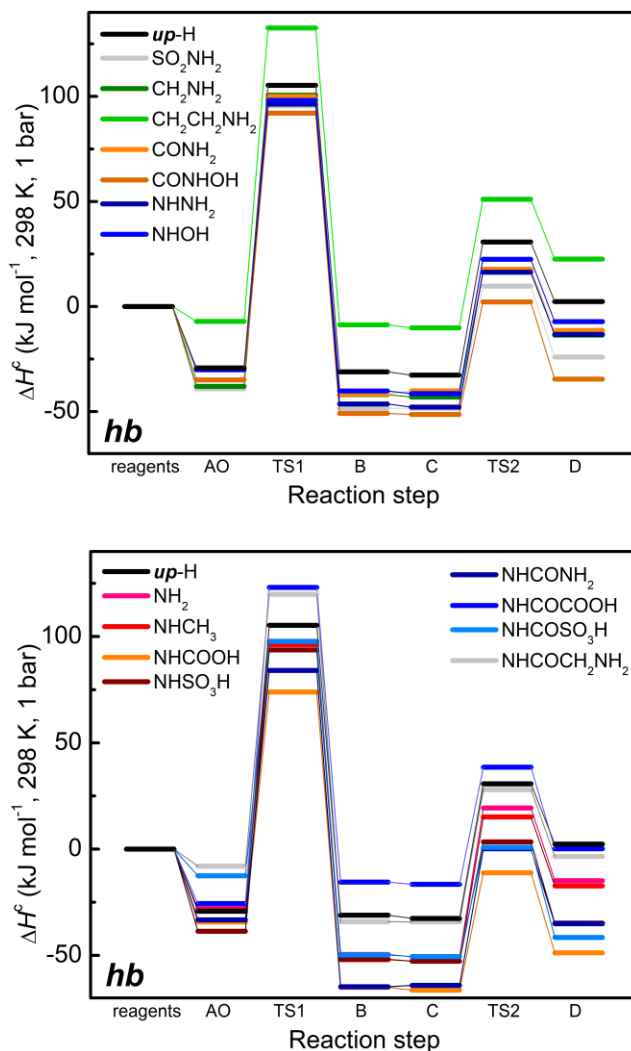 up-H
SO₂NH₂
CH₂NH₂
CH₂CH₂NH₂
CONH₂
CONHOH
NHNH₂
NHOH
100
50
0
-50
ΔHᶜ (kJ mol⁻¹, 298 K, 1 bar)
hb
reagents AO TS1 B C TS2 D
Reaction step
up-H
NH₂
NHCH₃
NHCOOH
NHSO₃H
NHCONH₂
NHCOCOOH
NHCOSO₃H
NHCOCH₂NH₂
100
50
0
-50
ΔHᶜ (kJ mol⁻¹, 298 K, 1 bar)
hb
reagents AO TS1 B C TS2 D
Reaction step